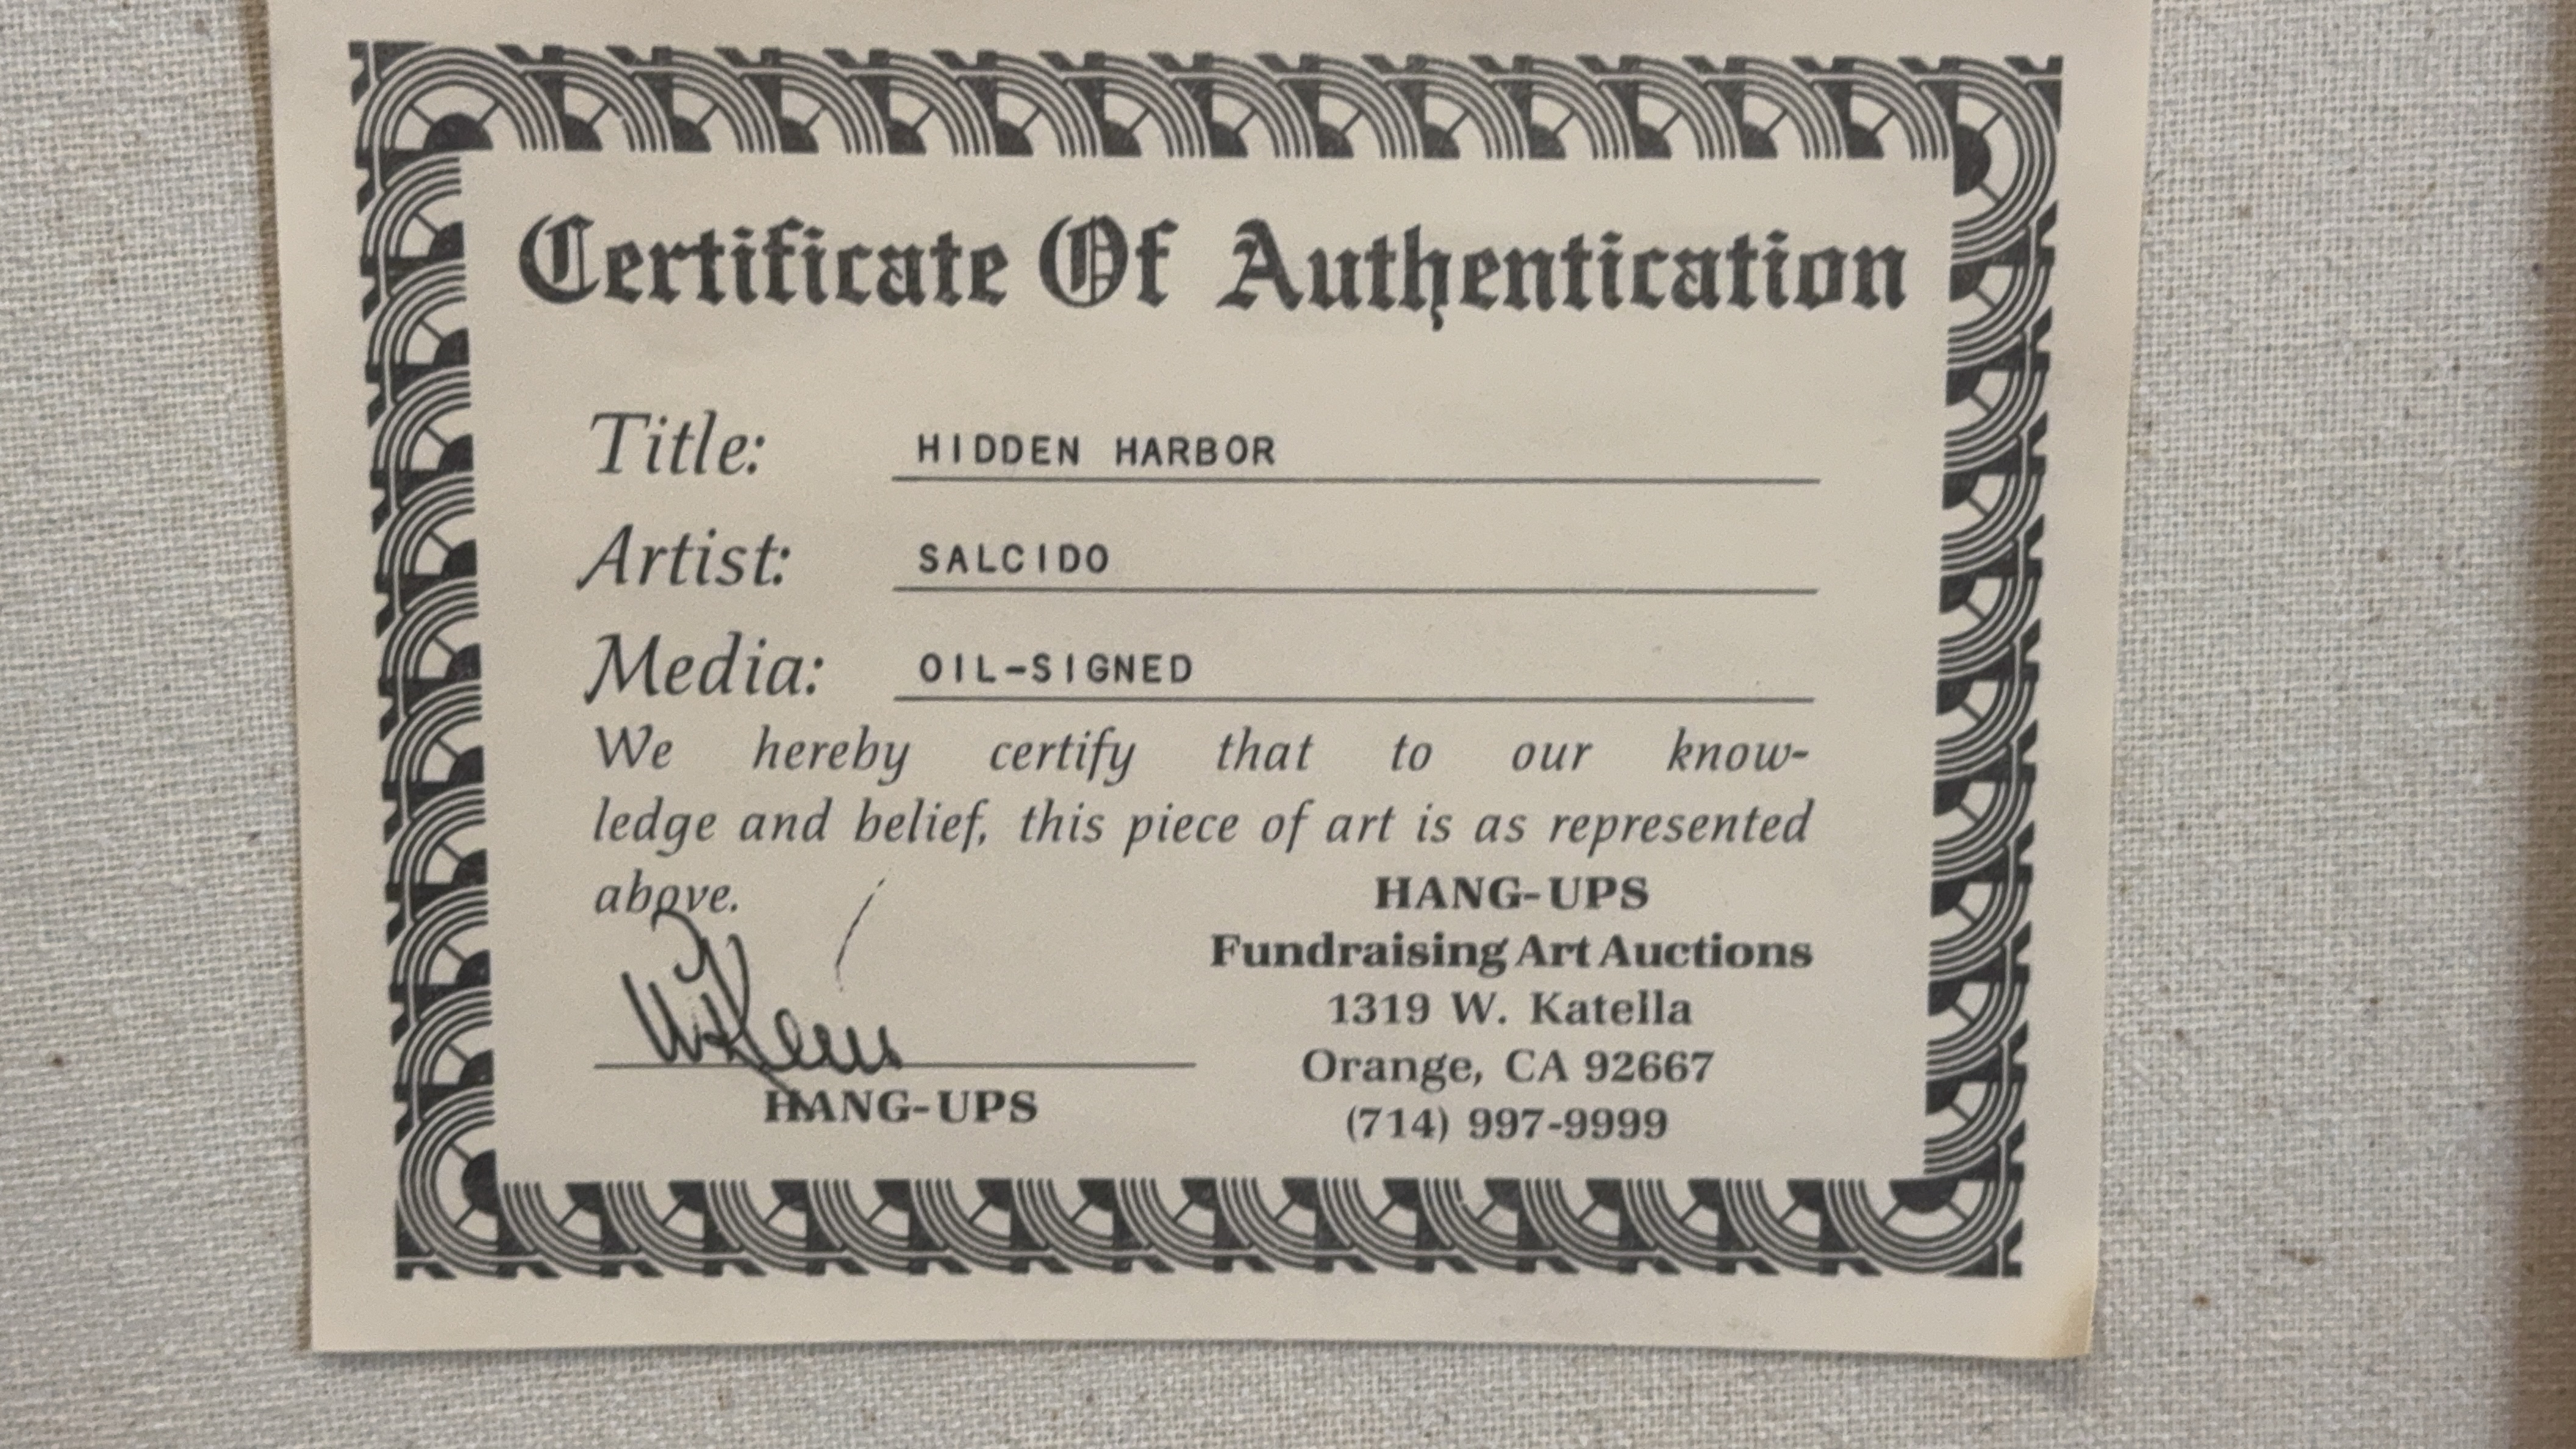 Certificate Of Authentication
Title: HIDDEN HARBOR
Artist: SALCIDO
Media: OIL-SIGNED
We hereby certify that to our know-
ledge and belief, this piece of art is as represented
above.
HANG-UPS
Fundraising Art Auctions
1319 W. Katella
Orange, CA 92667
(714) 997-9999
HANG-UPS